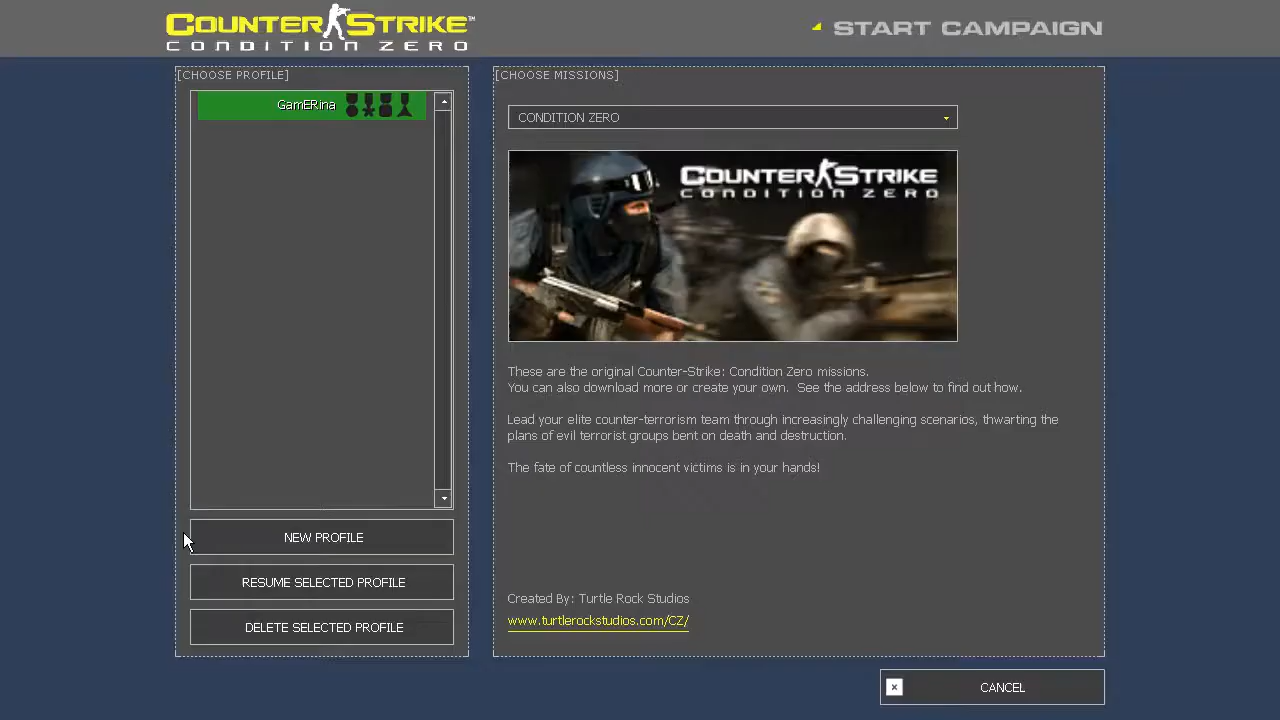 COUNTER STRIKE™
CONDITION ZERO
START CAMPAIGN
[CHOOSE PROFILE]
GamERina
NEW PROFILE
RESUME SELECTED PROFILE
DELETE SELECTED PROFILE
[CHOOSE MISSIONS]
CONDITION ZERO
COUNTER STRIKE
CONDITION ZERO
These are the original Counter-Strike: Condition Zero missions.
You can also download more or create your own. See the address below to find out how.
Lead your elite counter-terrorism team through increasingly challenging scenarios, thwarting the
plans of evil terrorist groups bent on death and destruction.
The fate of countless innocent victims is in your hands!
Created By: Turtle Rock Studios
www.turtlerockstudios.com/CZ/
CANCEL